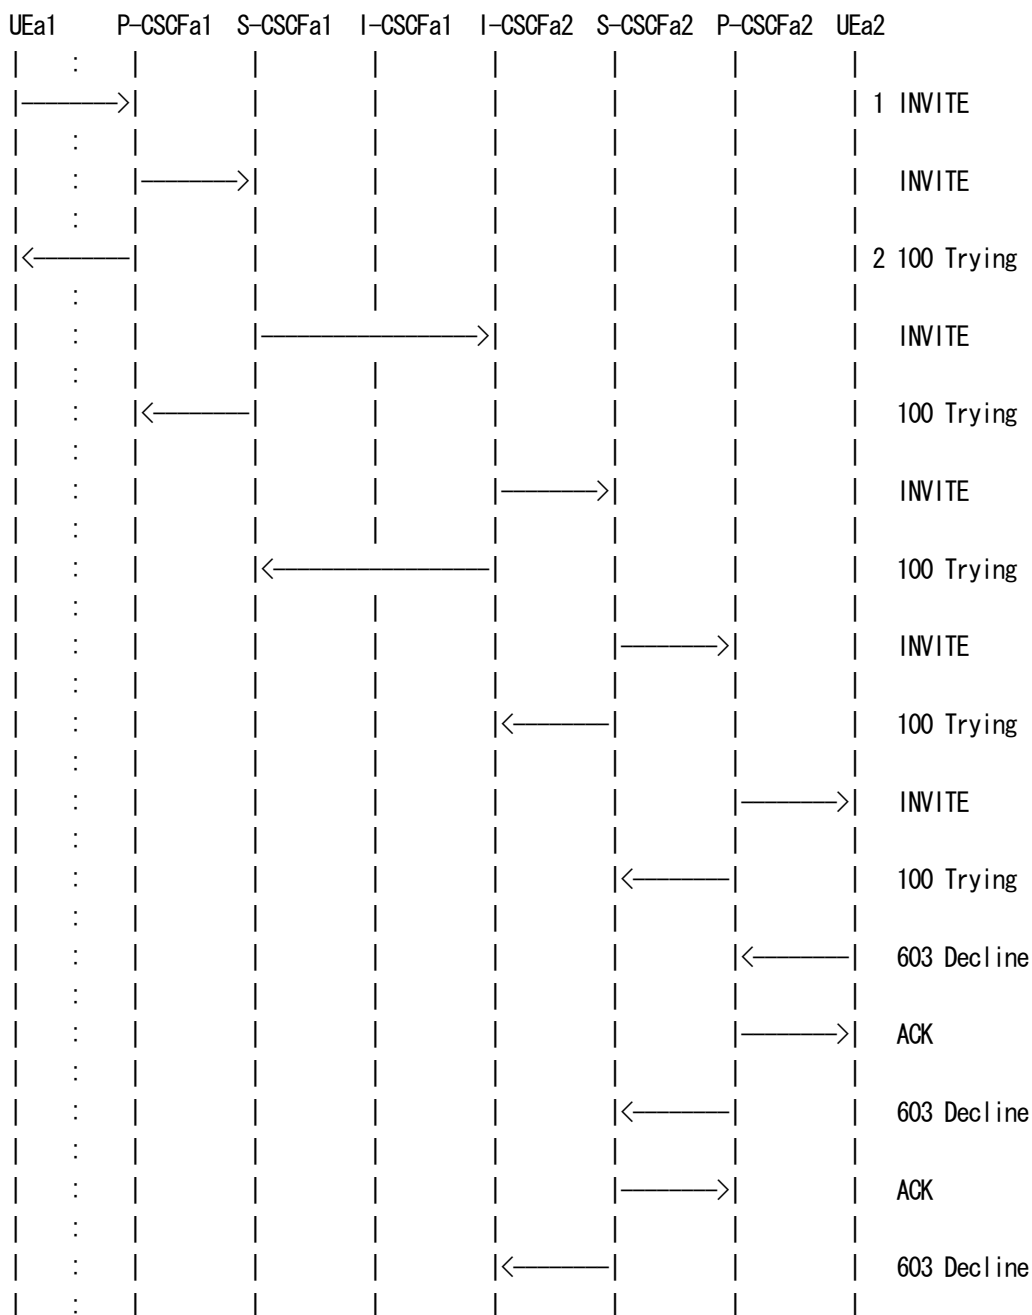 UEa1 P-CSCFa1 S-CSCFa1 I-CSCFa1 I-CSCFa2 S-CSCFa2 P-CSCFa2 UEa2
1 INVITE
INVITE
2 100 Trying
INVITE
100 Trying
INVITE
100 Trying
INVITE
100 Trying
INVITE
100 Trying
603 Decline
ACK
603 Decline
ACK
603 Decline